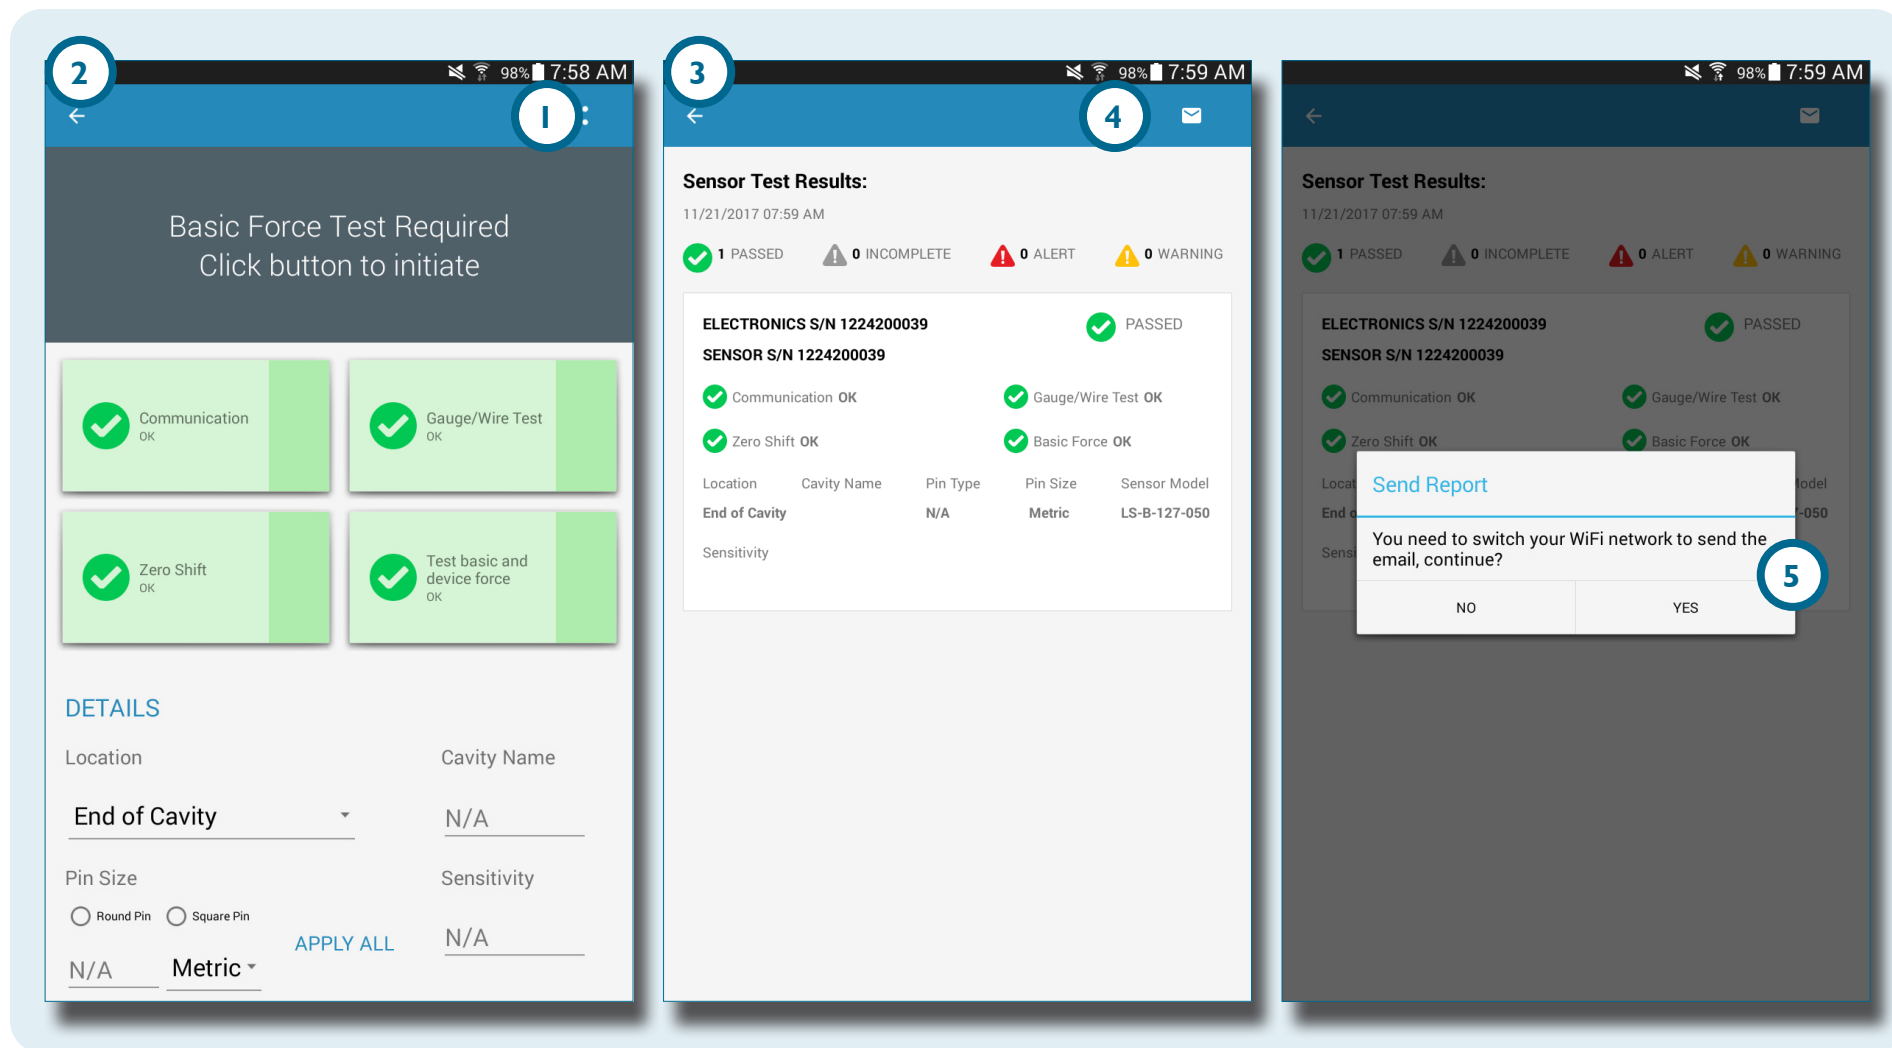 2
98% 7:58 AM
1
Basic Force Test Required
Click button to initiate
Communication
OK
Gauge/Wire Test
OK
Zero Shift
OK
Test basic and
device force
OK
DETAILS
Location
Cavity Name
End of Cavity
N/A
Pin Size
Sensitivity
Round Pin Square Pin
APPLY ALL
N/A
N/A Metric
3
98% 7:59 AM
4
Sensor Test Results:
11/21/2017 07:59 AM
1 PASSED 0 INCOMPLETE 0 ALERT 0 WARNING
ELECTRONICS S/N 1224200039 PASSED
SENSOR S/N 1224200039
Communication OK Gauge/Wire Test OK
Zero Shift OK Basic Force OK
Location Cavity Name Pin Type Pin Size Sensor Model
End of Cavity N/A Metric LS-B-127-050
Sensitivity
98% 7:59 AM
Sensor Test Results:
11/21/2017 07:59 AM
1 PASSED 0 INCOMPLETE 0 ALERT 0 WARNING
ELECTRONICS S/N 1224200039 PASSED
SENSOR S/N 1224200039
Communication OK Gauge/Wire Test OK
Zero Shift OK Basic Force OK
Send Report
You need to switch your WiFi network to send the
email, continue?
5
NO YES